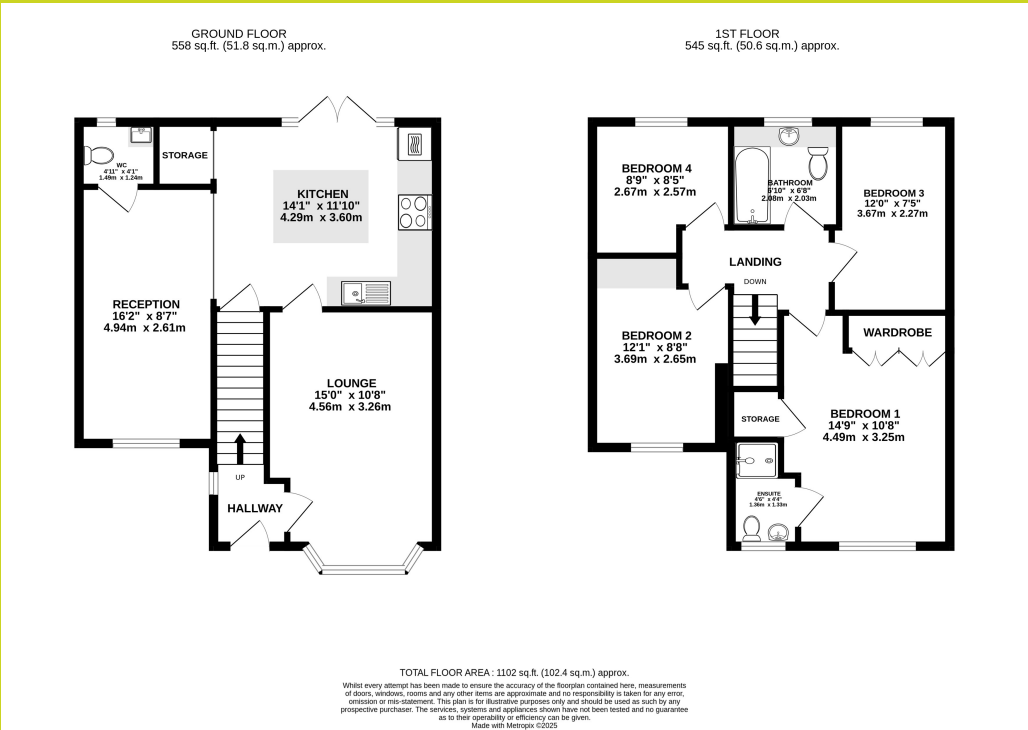 GROUND FLOOR
558 sq.ft. (51.8 sq.m.) approx.
1ST FLOOR
545 sq.ft. (50.6 sq.m.) approx.
WC
4'11" x 4'1"
1.49m x 1.24m
STORAGE
KITCHEN
14'1" x 11'10"
4.29m x 3.60m
RECEPTION
16'2" x 8'7"
4.94m x 2.61m
LOUNGE
15'0" x 10'8"
4.56m x 3.26m
UP
HALLWAY
BEDROOM 4
8'9" x 8'5"
2.67m x 2.57m
BATHROOM
6'10" x 6'8"
2.08m x 2.03m
BEDROOM 3
12'0" x 7'5"
3.67m x 2.27m
LANDING
DOWN
BEDROOM 2
12'1" x 8'8"
3.69m x 2.65m
WARDROBE
STORAGE
BEDROOM 1
14'9" x 10'8"
4.49m x 3.25m
ENSUITE
4'6" x 4'4"
1.36m x 1.33m
TOTAL FLOOR AREA : 1102 sq.ft. (102.4 sq.m.) approx.
Whilst every attempt has been made to ensure the accuracy of the floorplan contained here, measurements
of doors, windows, rooms and any other items are approximate and no responsibility is taken for any error,
omission or mis-statement. This plan is for illustrative purposes only and should be used as such by any
prospective purchaser. The services, systems and appliances shown have not been tested and no guarantee
as to their operability or efficiency can be given.
Made with Metropix ©2025